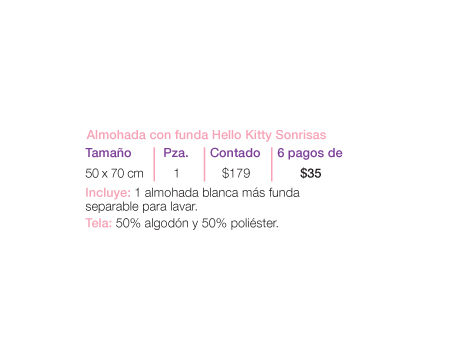 Almohada con funda Hello Kitty Sonrisas
Tamaño Pza. Contado 6 pagos de
50 x 70 cm 1 $179 $35
Incluye: 1 almohada blanca más funda
separable para lavar.
Tela: 50% algodón y 50% poliéster.